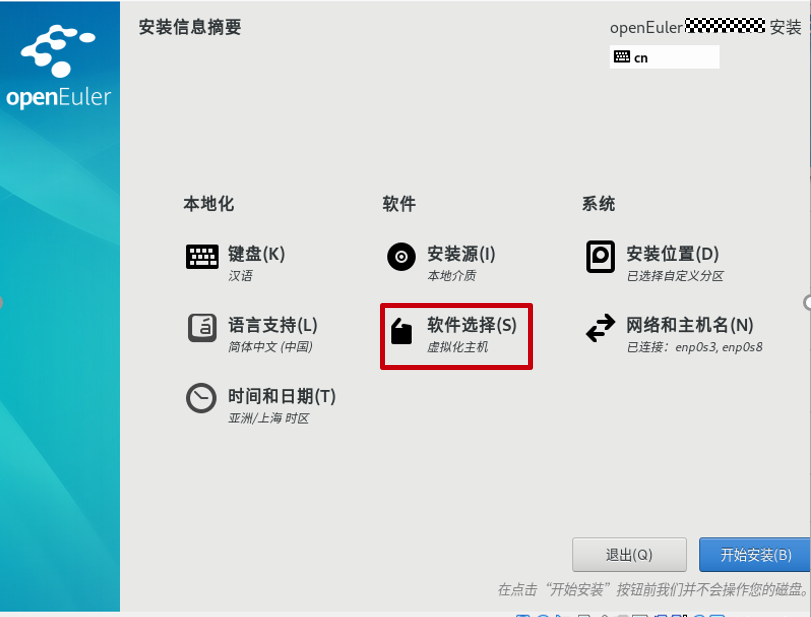 安装信息摘要
openEuler 安装
cn
openEuler
本地化
软件
系统
键盘(K)
汉语
安装源(I)
本地介质
安装位置(D)
已选择自定义分区
语言支持(L)
简体中文 (中国)
软件选择(S)
虚拟化主机
网络和主机名(N)
已连接：enp0s3, enp0s8
时间和日期(T)
亚洲/上海 时区
退出(Q)
开始安装(B)
在点击“开始安装”按钮前我们并不会操作您的磁盘。